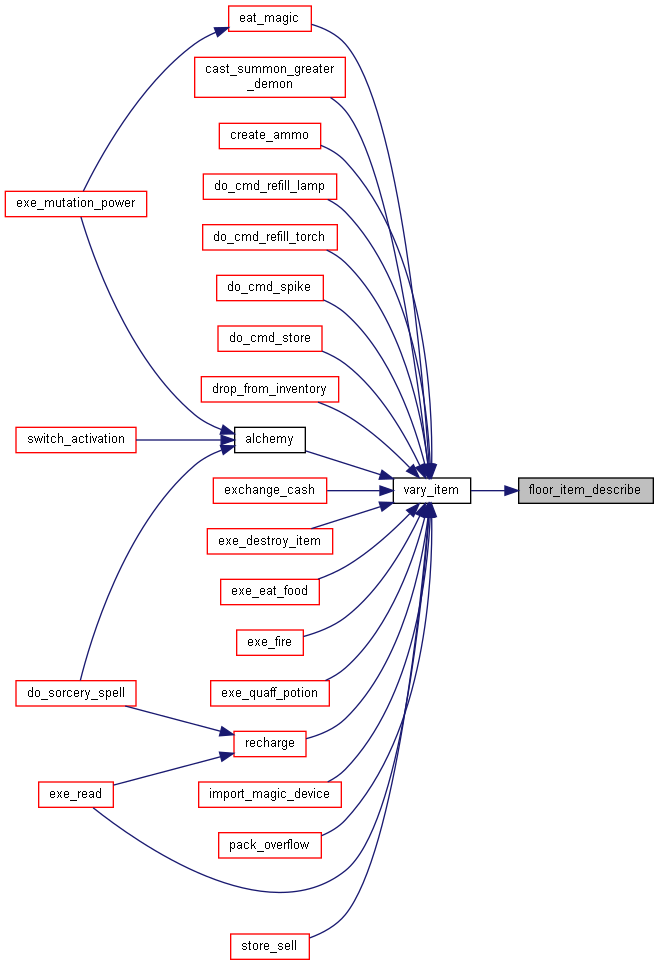 eat_magic
cast_summon_greater
_demon
create_ammo
do_cmd_refill_lamp
exe_mutation_power
do_cmd_refill_torch
do_cmd_spike
do_cmd_store
drop_from_inventory
switch_activation
alchemy
exchange_cash
vary_item
floor_item_describe
exe_destroy_item
exe_eat_food
exe_fire
do_sorcery_spell
exe_quaff_potion
recharge
exe_read
import_magic_device
pack_overflow
store_sell